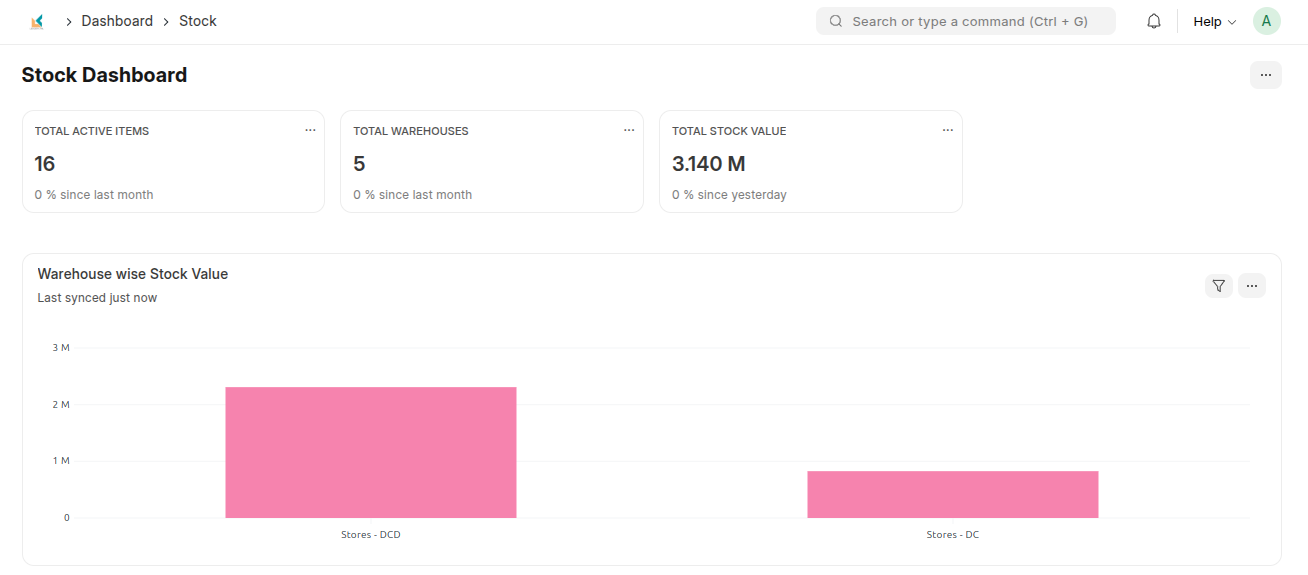 Dashboard Stock
Search or type a command (Ctrl + G)
Help
A
Stock Dashboard
TOTAL ACTIVE ITEMS
16
0 % since last month
TOTAL WAREHOUSES
5
0 % since last month
TOTAL STOCK VALUE
3.140 M
0 % since yesterday
Warehouse wise Stock Value
Last synced just now
3 M
2 M
1 M
0
Stores - DCD
Stores - DC